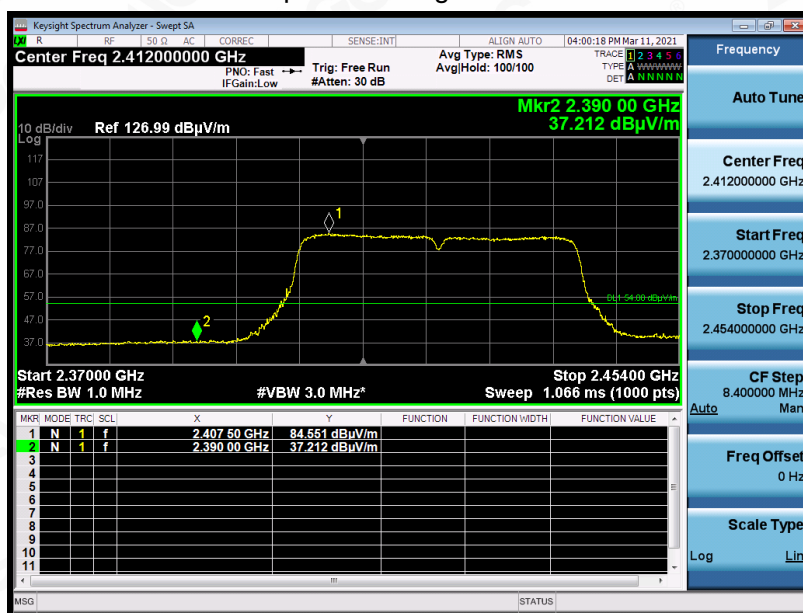 Keysight Spectrum Analyzer - Swept SA
LXI R RF 50 Ω AC CORREC SENSE:INT ALIGN AUTO 04:00:18 PM Mar 11, 2021
Center Freq 2.412000000 GHz
PNO: Fast
IFGain:Low
Trig: Free Run
#Atten: 30 dB
Avg Type: RMS
Avg|Hold: 100/100
TRACE 1 2 3 4 5 6
TYPE A WWWWW
DET A N N N N N
Mkr2 2.390 00 GHz
37.212 dBµV/m
10 dB/div Ref 126.99 dBµV/m
Log
117
107
97.0
87.0
77.0
67.0
57.0
47.0
37.0
1
2
DL1 54.00 dBµV/m
Start 2.37000 GHz Stop 2.45400 GHz
#Res BW 1.0 MHz #VBW 3.0 MHz* Sweep 1.066 ms (1000 pts)
MKR MODE TRC SCL X Y FUNCTION FUNCTION WIDTH FUNCTION VALUE
1 N 1 f 2.407 50 GHz 84.551 dBµV/m
2 N 1 f 2.390 00 GHz 37.212 dBµV/m
3
4
5
6
7
8
9
10
11
MSG STATUS
Frequency
Auto Tune
Center Freq
2.412000000 GHz
Start Freq
2.370000000 GHz
Stop Freq
2.454000000 GHz
CF Step
8.400000 MHz
Auto Man
Freq Offset
0 Hz
Scale Type
Log Lin